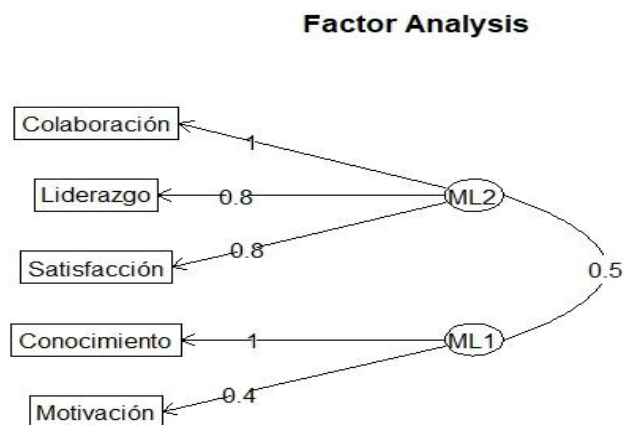 Factor Analysis
Colaboración
1
Liderazgo
0.8
ML2
Satisfacción
0.8
0.5
Conocimiento
1
ML1
Motivación
0.4